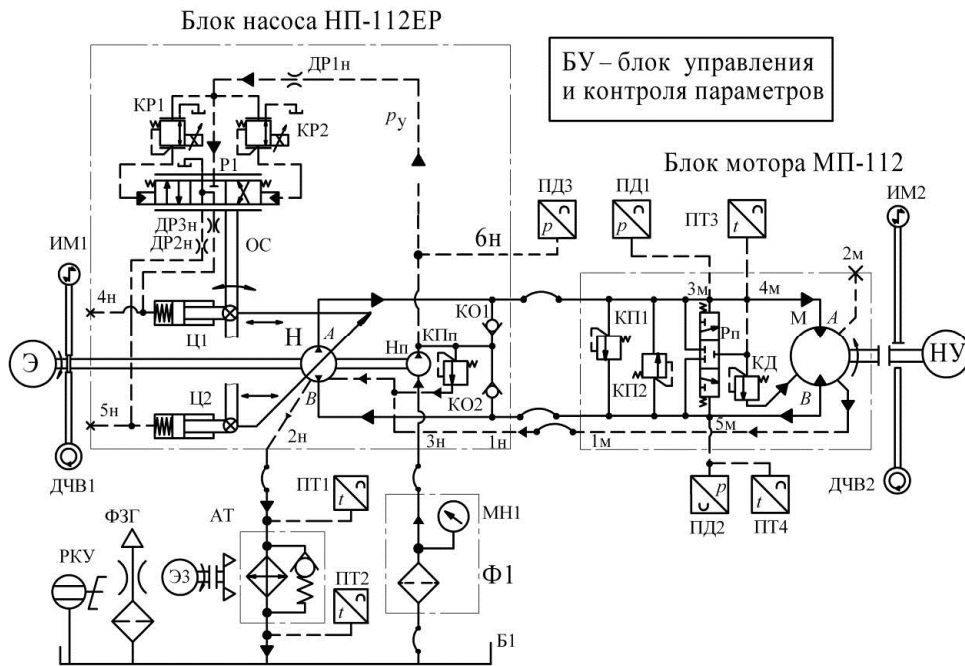 Блок насоса НП-112ЕР
БУ – блок управления
и контроля параметров
Блок мотора МП-112
ДР1н
КР1
КР2
pу
Р1
ДР3н
ДР2н
ОС
6н
ПД3
p
ПД1
p
ПТ3
t
ИМ2
ИМ1
4н
Ц1
Н
A
КПп
Нп
КО1
КО2
3м
4м
2м
КП1
КП2
Рп
КД
М
A
B
НУ
Э
5н
Ц2
B
2н
3н
1н
1м
5м
ДЧВ1
ДЧВ2
ПТ1
t
МН1
ПД2
p
ПТ4
t
ФЗГ
АТ
РКУ
ЭЗ
ПТ2
t
Ф1
Б1